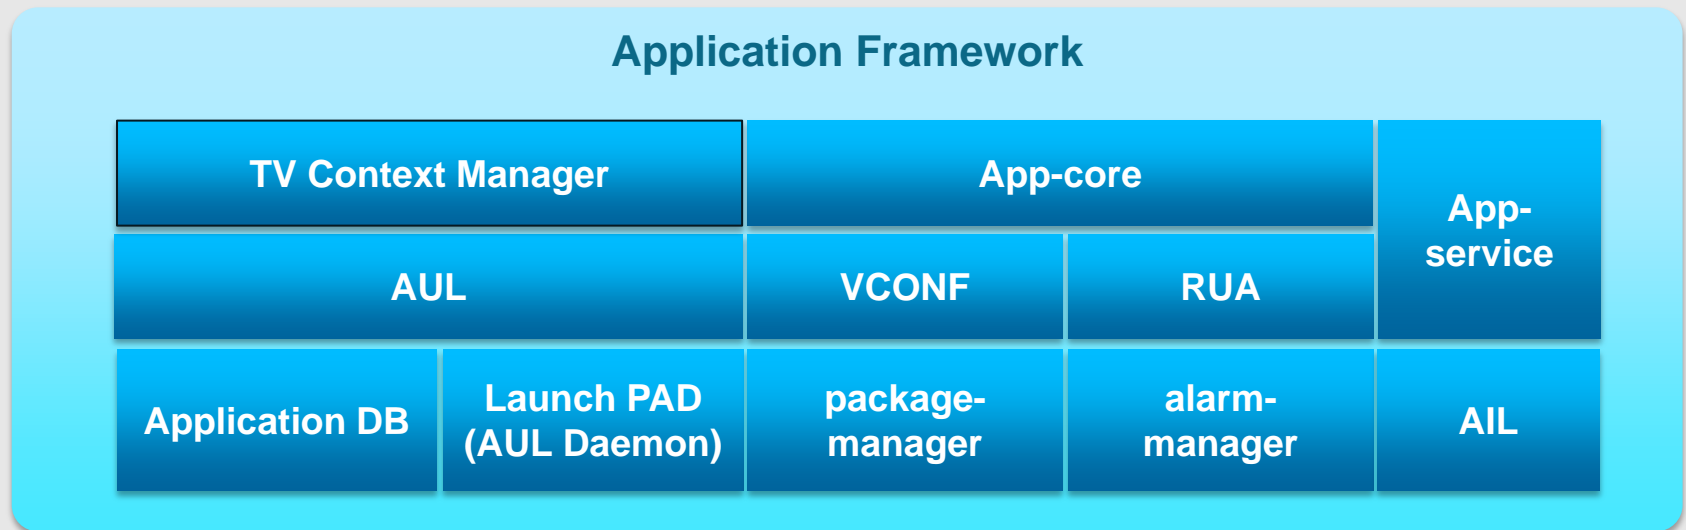 Application Framework
TV Context Manager
App-core
App-
service
AUL
VCONF
RUA
Application DB
Launch PAD
(AUL Daemon)
package-
manager
alarm-
manager
AIL